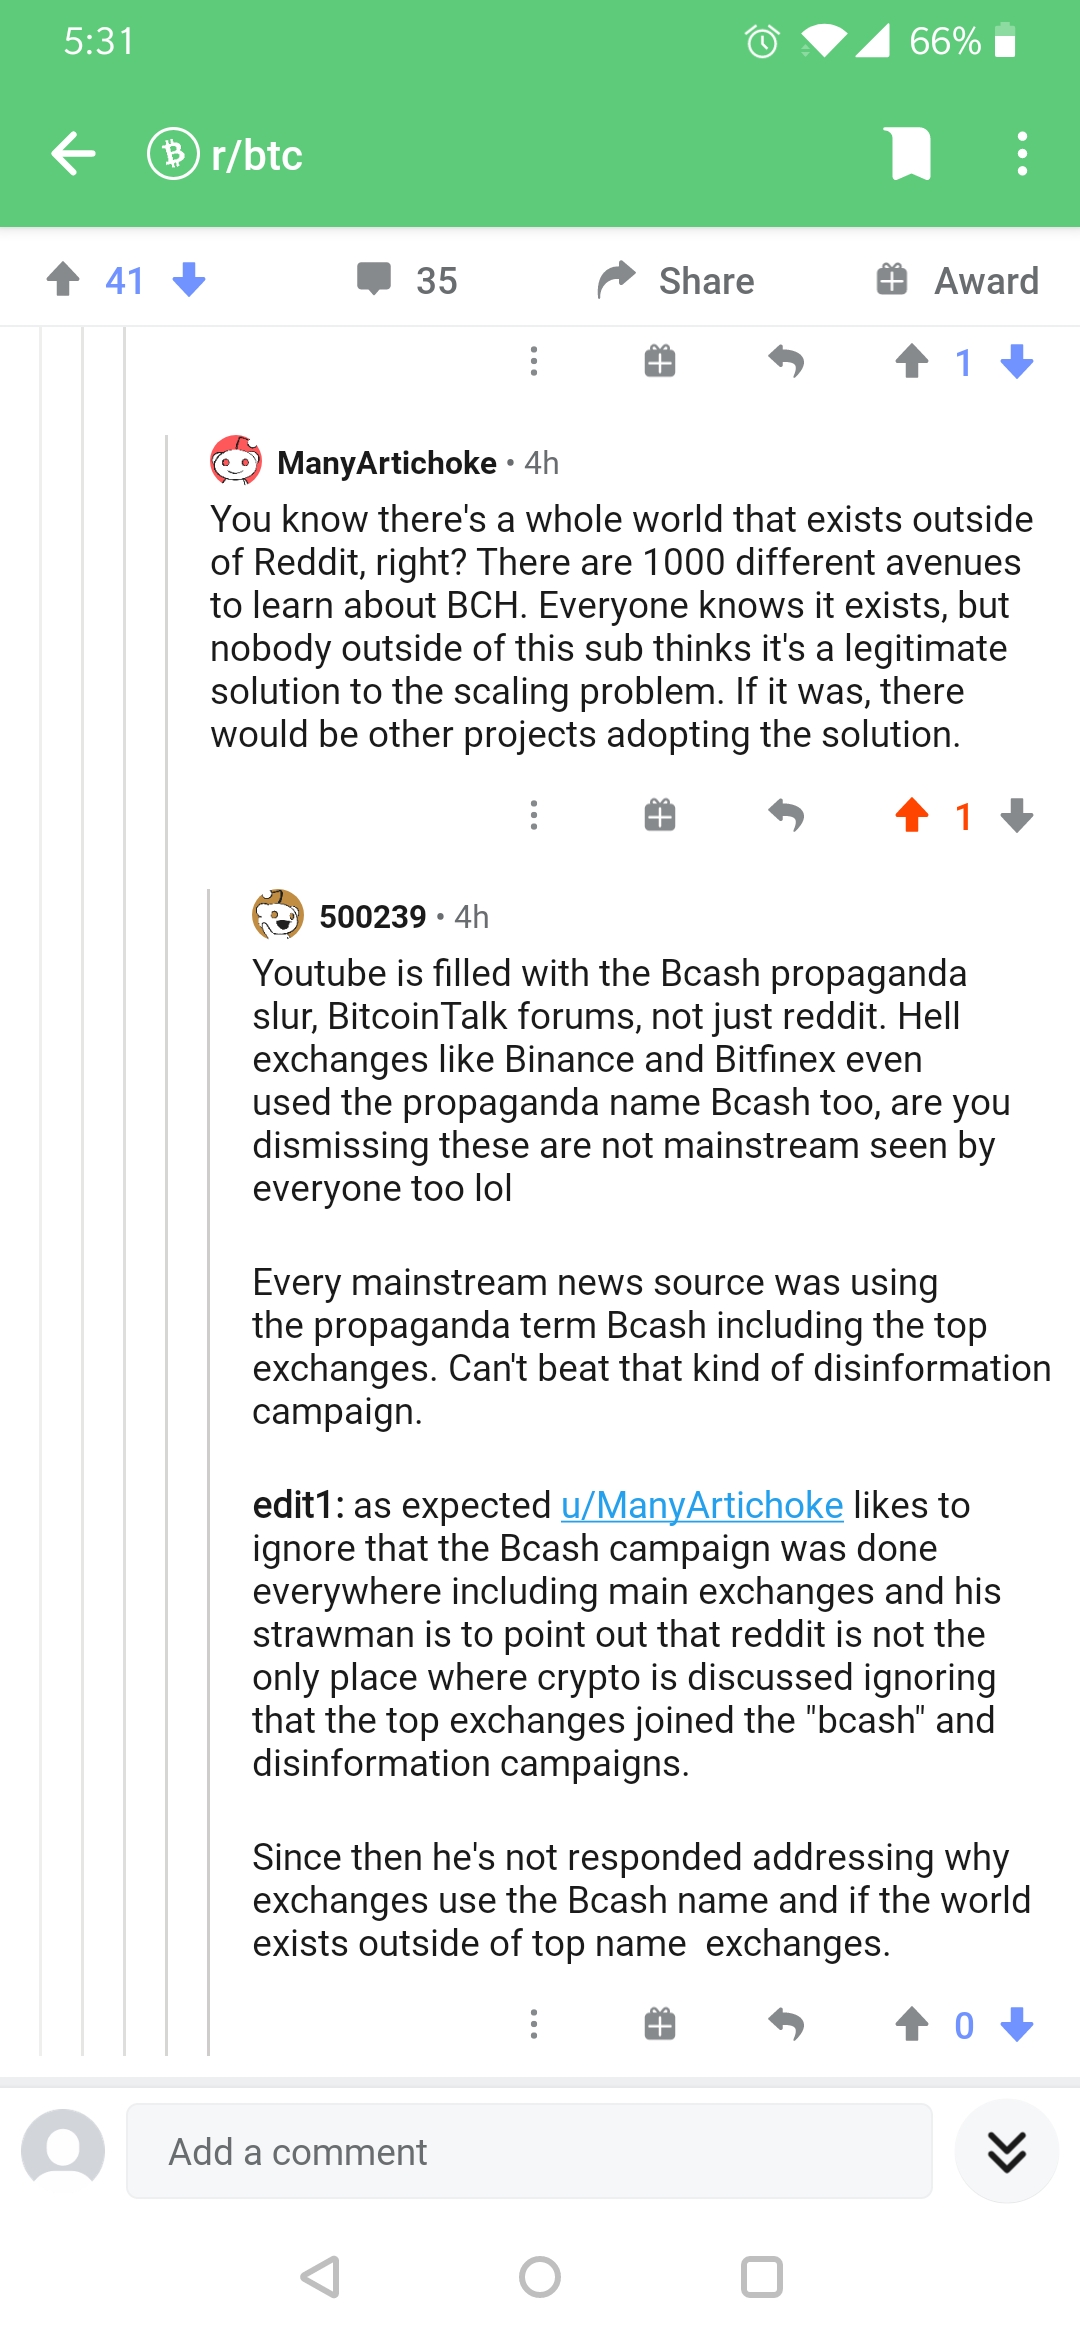 5:31
66%
r/btc
41
35
Share
Award
1
ManyArtichoke • 4h
You know there's a whole world that exists outside
of Reddit, right? There are 1000 different avenues
to learn about BCH. Everyone knows it exists, but
nobody outside of this sub thinks it's a legitimate
solution to the scaling problem. If it was, there
would be other projects adopting the solution.
1
500239 • 4h
Youtube is filled with the Bcash propaganda
slur, BitcoinTalk forums, not just reddit. Hell
exchanges like Binance and Bitfinex even
used the propaganda name Bcash too, are you
dismissing these are not mainstream seen by
everyone too lol
Every mainstream news source was using
the propaganda term Bcash including the top
exchanges. Can't beat that kind of disinformation
campaign.
edit1: as expected u/ManyArtichoke likes to
ignore that the Bcash campaign was done
everywhere including main exchanges and his
strawman is to point out that reddit is not the
only place where crypto is discussed ignoring
that the top exchanges joined the "bcash" and
disinformation campaigns.
Since then he's not responded addressing why
exchanges use the Bcash name and if the world
exists outside of top name  exchanges.
0
Add a comment